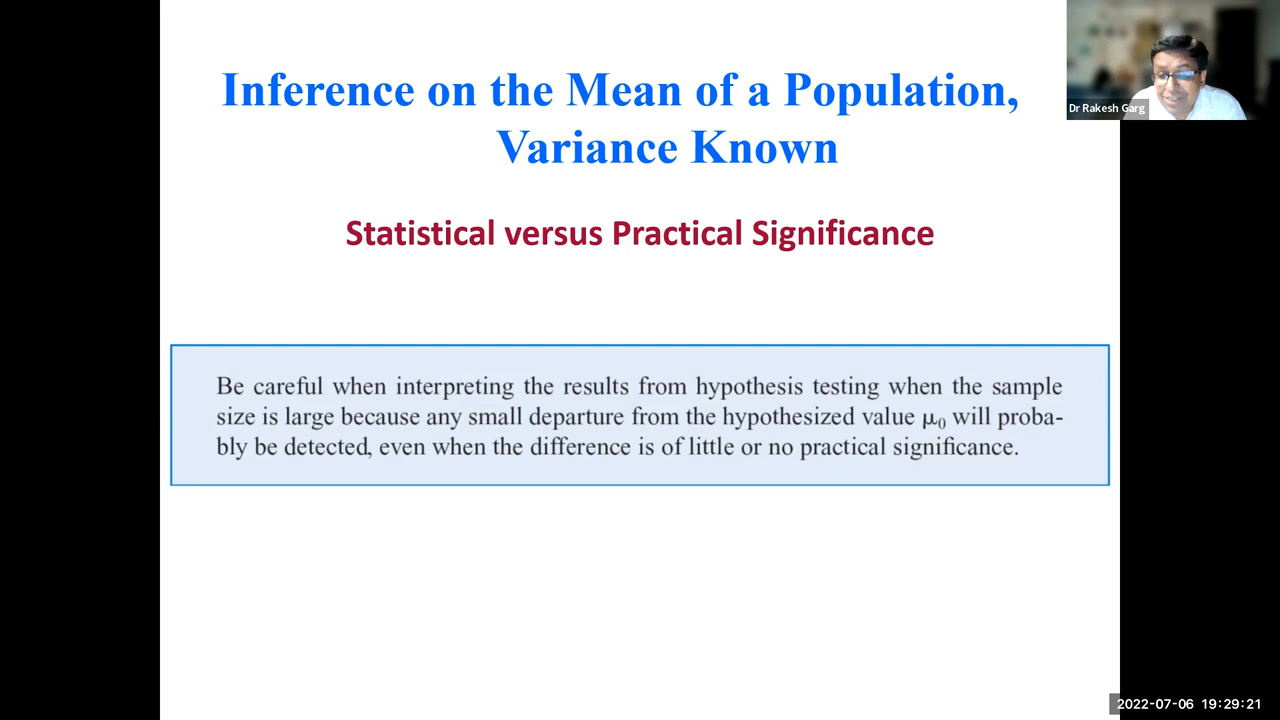 Inference on the Mean of a Population,
Variance Known
Dr Rakesh Garg
Statistical versus Practical Significance
Be careful when interpreting the results from hypothesis testing when the sample
size is large because any small departure from the hypothesized value μ₀ will proba-
bly be detected, even when the difference is of little or no practical significance.
2022-07-06 19:29:21